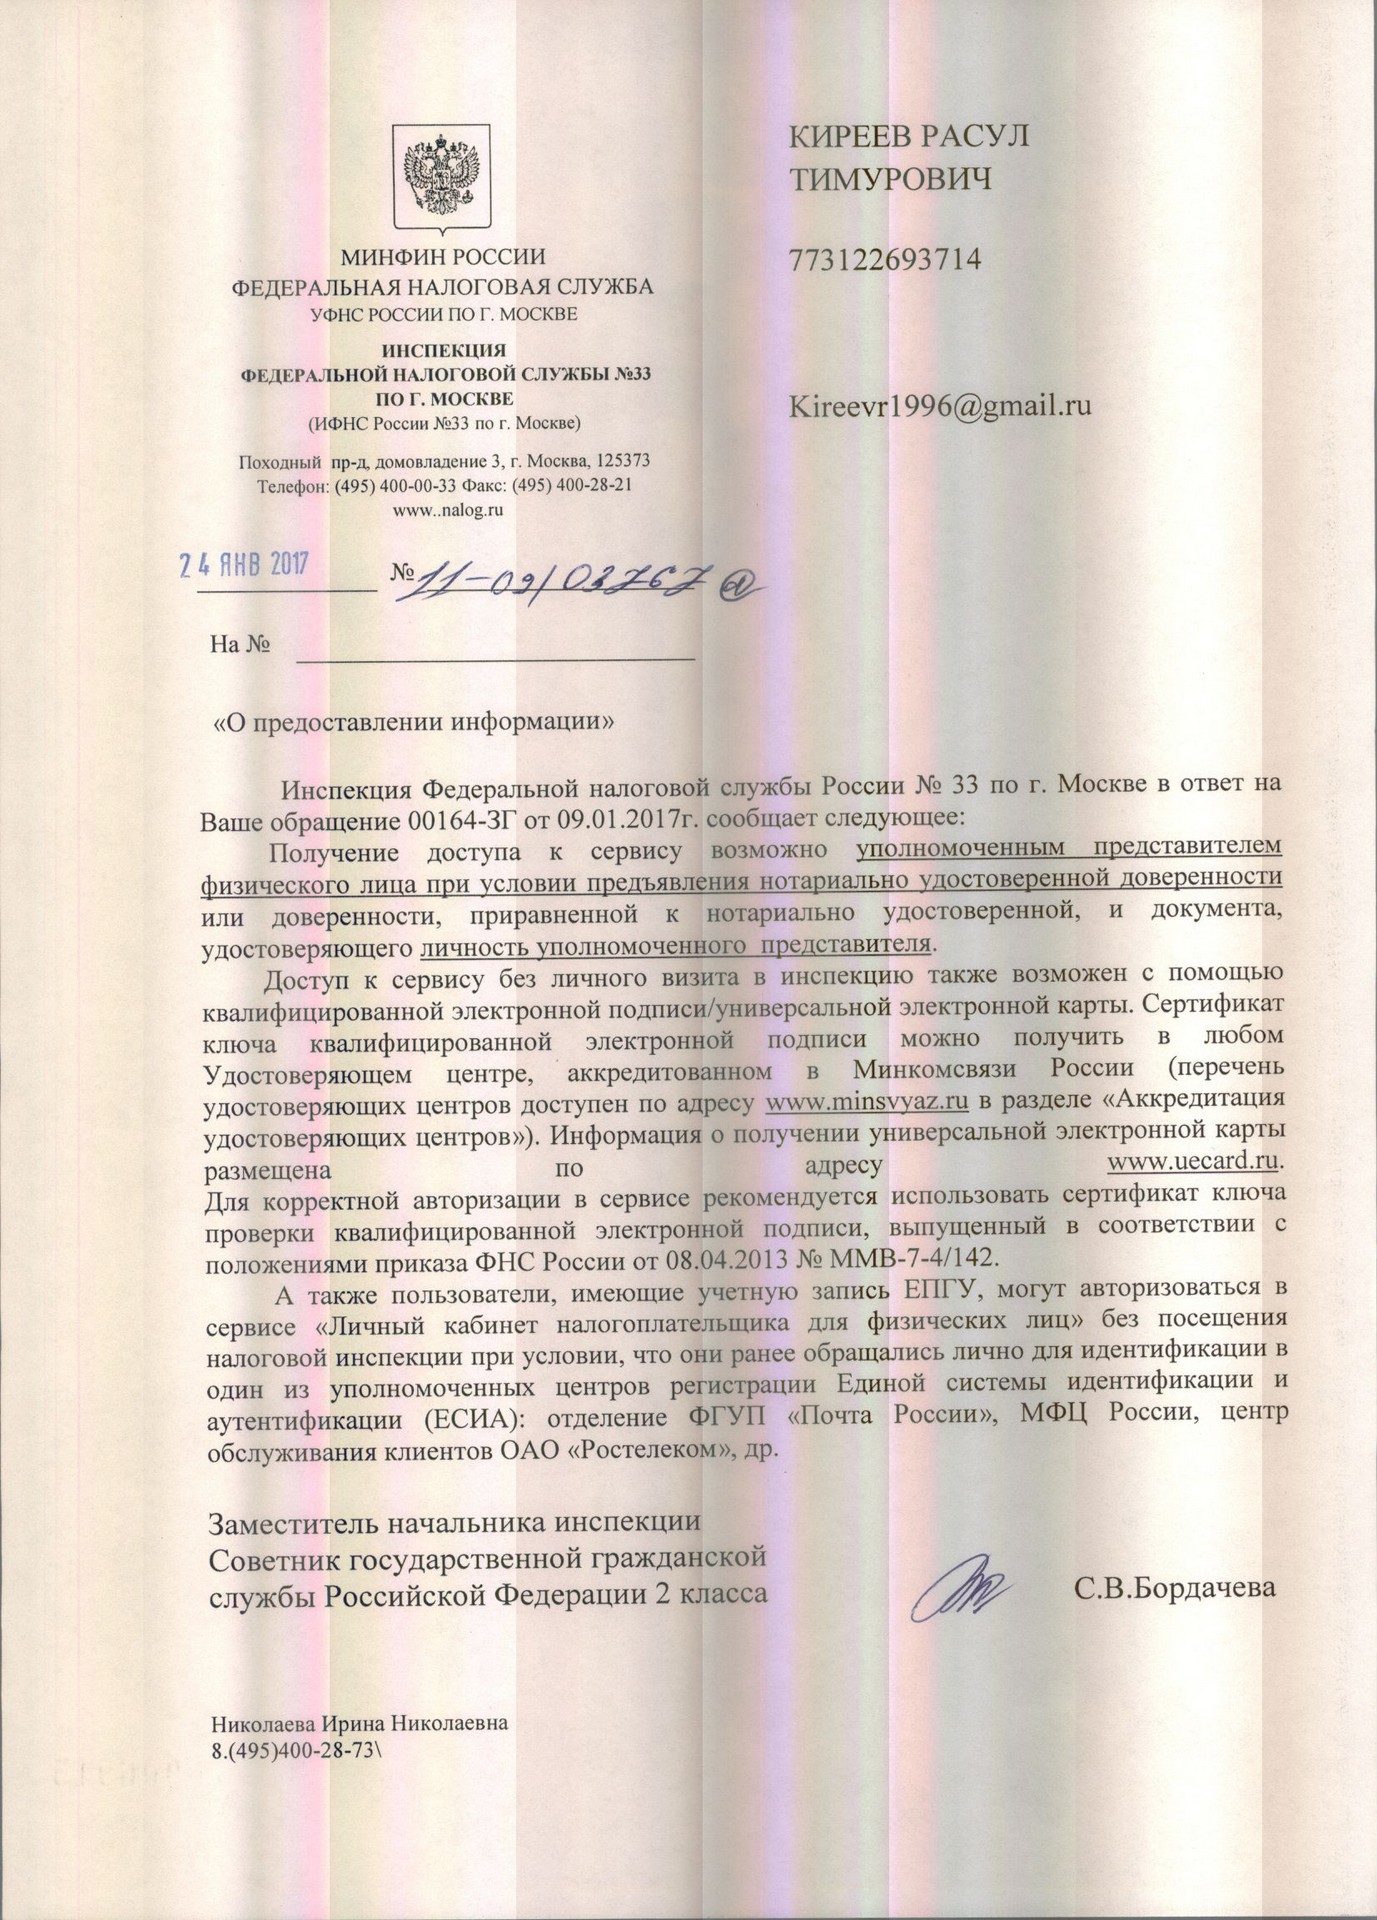 КИРЕЕВ РАСУЛ
ТИМУРОВИЧ
773122693714
Kireevr1996@gmail.ru
МИНФИН РОССИИ
ФЕДЕРАЛЬНАЯ НАЛОГОВАЯ СЛУЖБА
УФНС РОССИИ ПО Г. МОСКВЕ
ИНСПЕКЦИЯ
ФЕДЕРАЛЬНОЙ НАЛОГОВОЙ СЛУЖБЫ №33
ПО Г. МОСКВЕ
(ИФНС России №33 по г. Москве)
Походный пр-д, домовладение 3, г. Москва, 125373
Телефон: (495) 400-00-33 Факс: (495) 400-28-21
www..nalog.ru
24 ЯНВ 2017 № 11-09/03767 @
На №
«О предоставлении информации»
Инспекция Федеральной налоговой службы России № 33 по г. Москве в ответ на
Ваше обращение 00164-ЗГ от 09.01.2017г. сообщает следующее:
Получение доступа к сервису возможно уполномоченным представителем
физического лица при условии предъявления нотариально удостоверенной доверенности
или доверенности, приравненной к нотариально удостоверенной, и документа,
удостоверяющего личность уполномоченного представителя.
Доступ к сервису без личного визита в инспекцию также возможен с помощью
квалифицированной электронной подписи/универсальной электронной карты. Сертификат
ключа квалифицированной электронной подписи можно получить в любом
Удостоверяющем центре, аккредитованном в Минкомсвязи России (перечень
удостоверяющих центров доступен по адресу www.minsvyaz.ru в разделе «Аккредитация
удостоверяющих центров»). Информация о получении универсальной электронной карты
размещена по адресу www.uecard.ru.
Для корректной авторизации в сервисе рекомендуется использовать сертификат ключа
проверки квалифицированной электронной подписи, выпущенный в соответствии с
положениями приказа ФНС России от 08.04.2013 № ММВ-7-4/142.
А также пользователи, имеющие учетную запись ЕПГУ, могут авторизоваться в
сервисе «Личный кабинет налогоплательщика для физических лиц» без посещения
налоговой инспекции при условии, что они ранее обращались лично для идентификации в
один из уполномоченных центров регистрации Единой системы идентификации и
аутентификации (ЕСИА): отделение ФГУП «Почта России», МФЦ России, центр
обслуживания клиентов ОАО «Ростелеком», др.
Заместитель начальника инспекции
Советник государственной гражданской
службы Российской Федерации 2 класса С.В.Бордачева
Николаева Ирина Николаевна
8.(495)400-28-73\